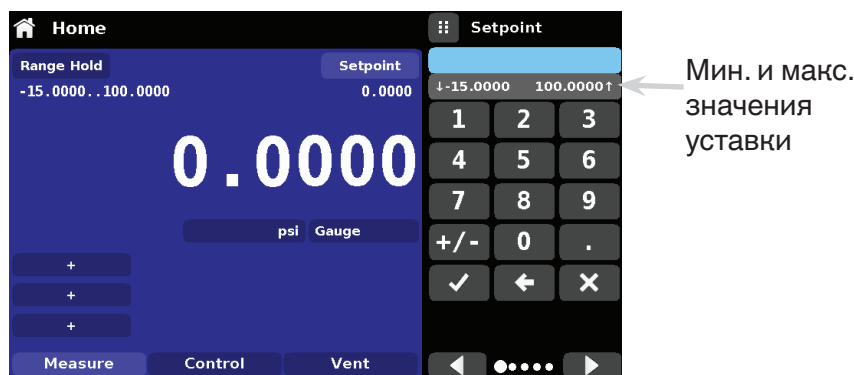 Home
Range Hold
Setpoint
-15.0000..100.0000
0.0000
0.0000
psi Gauge
+
+
+
Measure Control Vent
Setpoint
↓-15.0000 100.0000↑
1 2 3
4 5 6
7 8 9
+/- 0 .
Мин. и макс.
значения
уставки